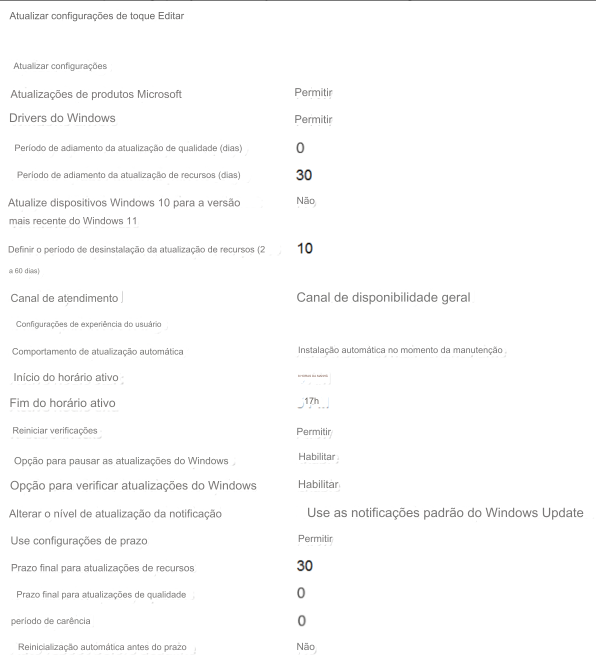 Atualizar configurações de toque Editar
Atualizar configurações
Atualizações de produtos Microsoft Permitir
Drivers do Windows Permitir
Período de adiamento da atualização de qualidade (dias) 0
Período de adiamento da atualização de recursos (dias) 30
Atualize dispositivos Windows 10 para a versão Não
mais recente do Windows 11
Definir o período de desinstalação da atualização de recursos (2 10
a 60 dias)
Canal de atendimento Canal de disponibilidade geral
Configurações de experiência do usuário
Comportamento de atualização automática Instalação automática no momento da manutenção
Início do horário ativo
Fim do horário ativo 17h
Reiniciar verificações Permitir
Opção para pausar as atualizações do Windows Habilitar
Opção para verificar atualizações do Windows Habilitar
Alterar o nível de atualização da notificação Use as notificações padrão do Windows Update
Use configurações de prazo Permitir
Prazo final para atualizações de recursos 30
Prazo final para atualizações de qualidade 0
período de carência 0
Reinicialização automática antes do prazo Não